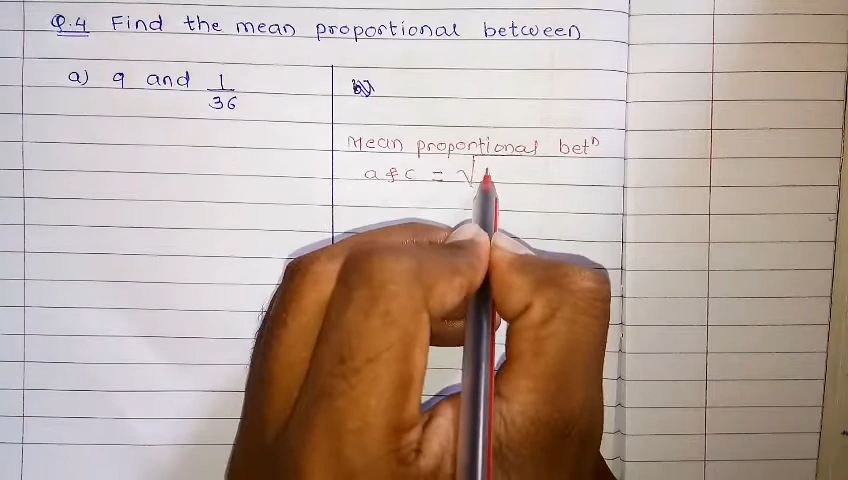 Q.4 Find the mean proportional between
a) 9 and 1/36
Mean proportional betⁿ
a & c = √